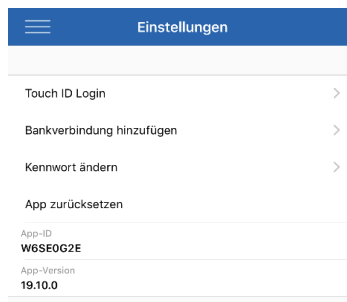 Einstellungen
Touch ID Login
Bankverbindung hinzufügen
Kennwort ändern
App zurücksetzen
App-ID
W6SE0G2E
App-Version
19.10.0